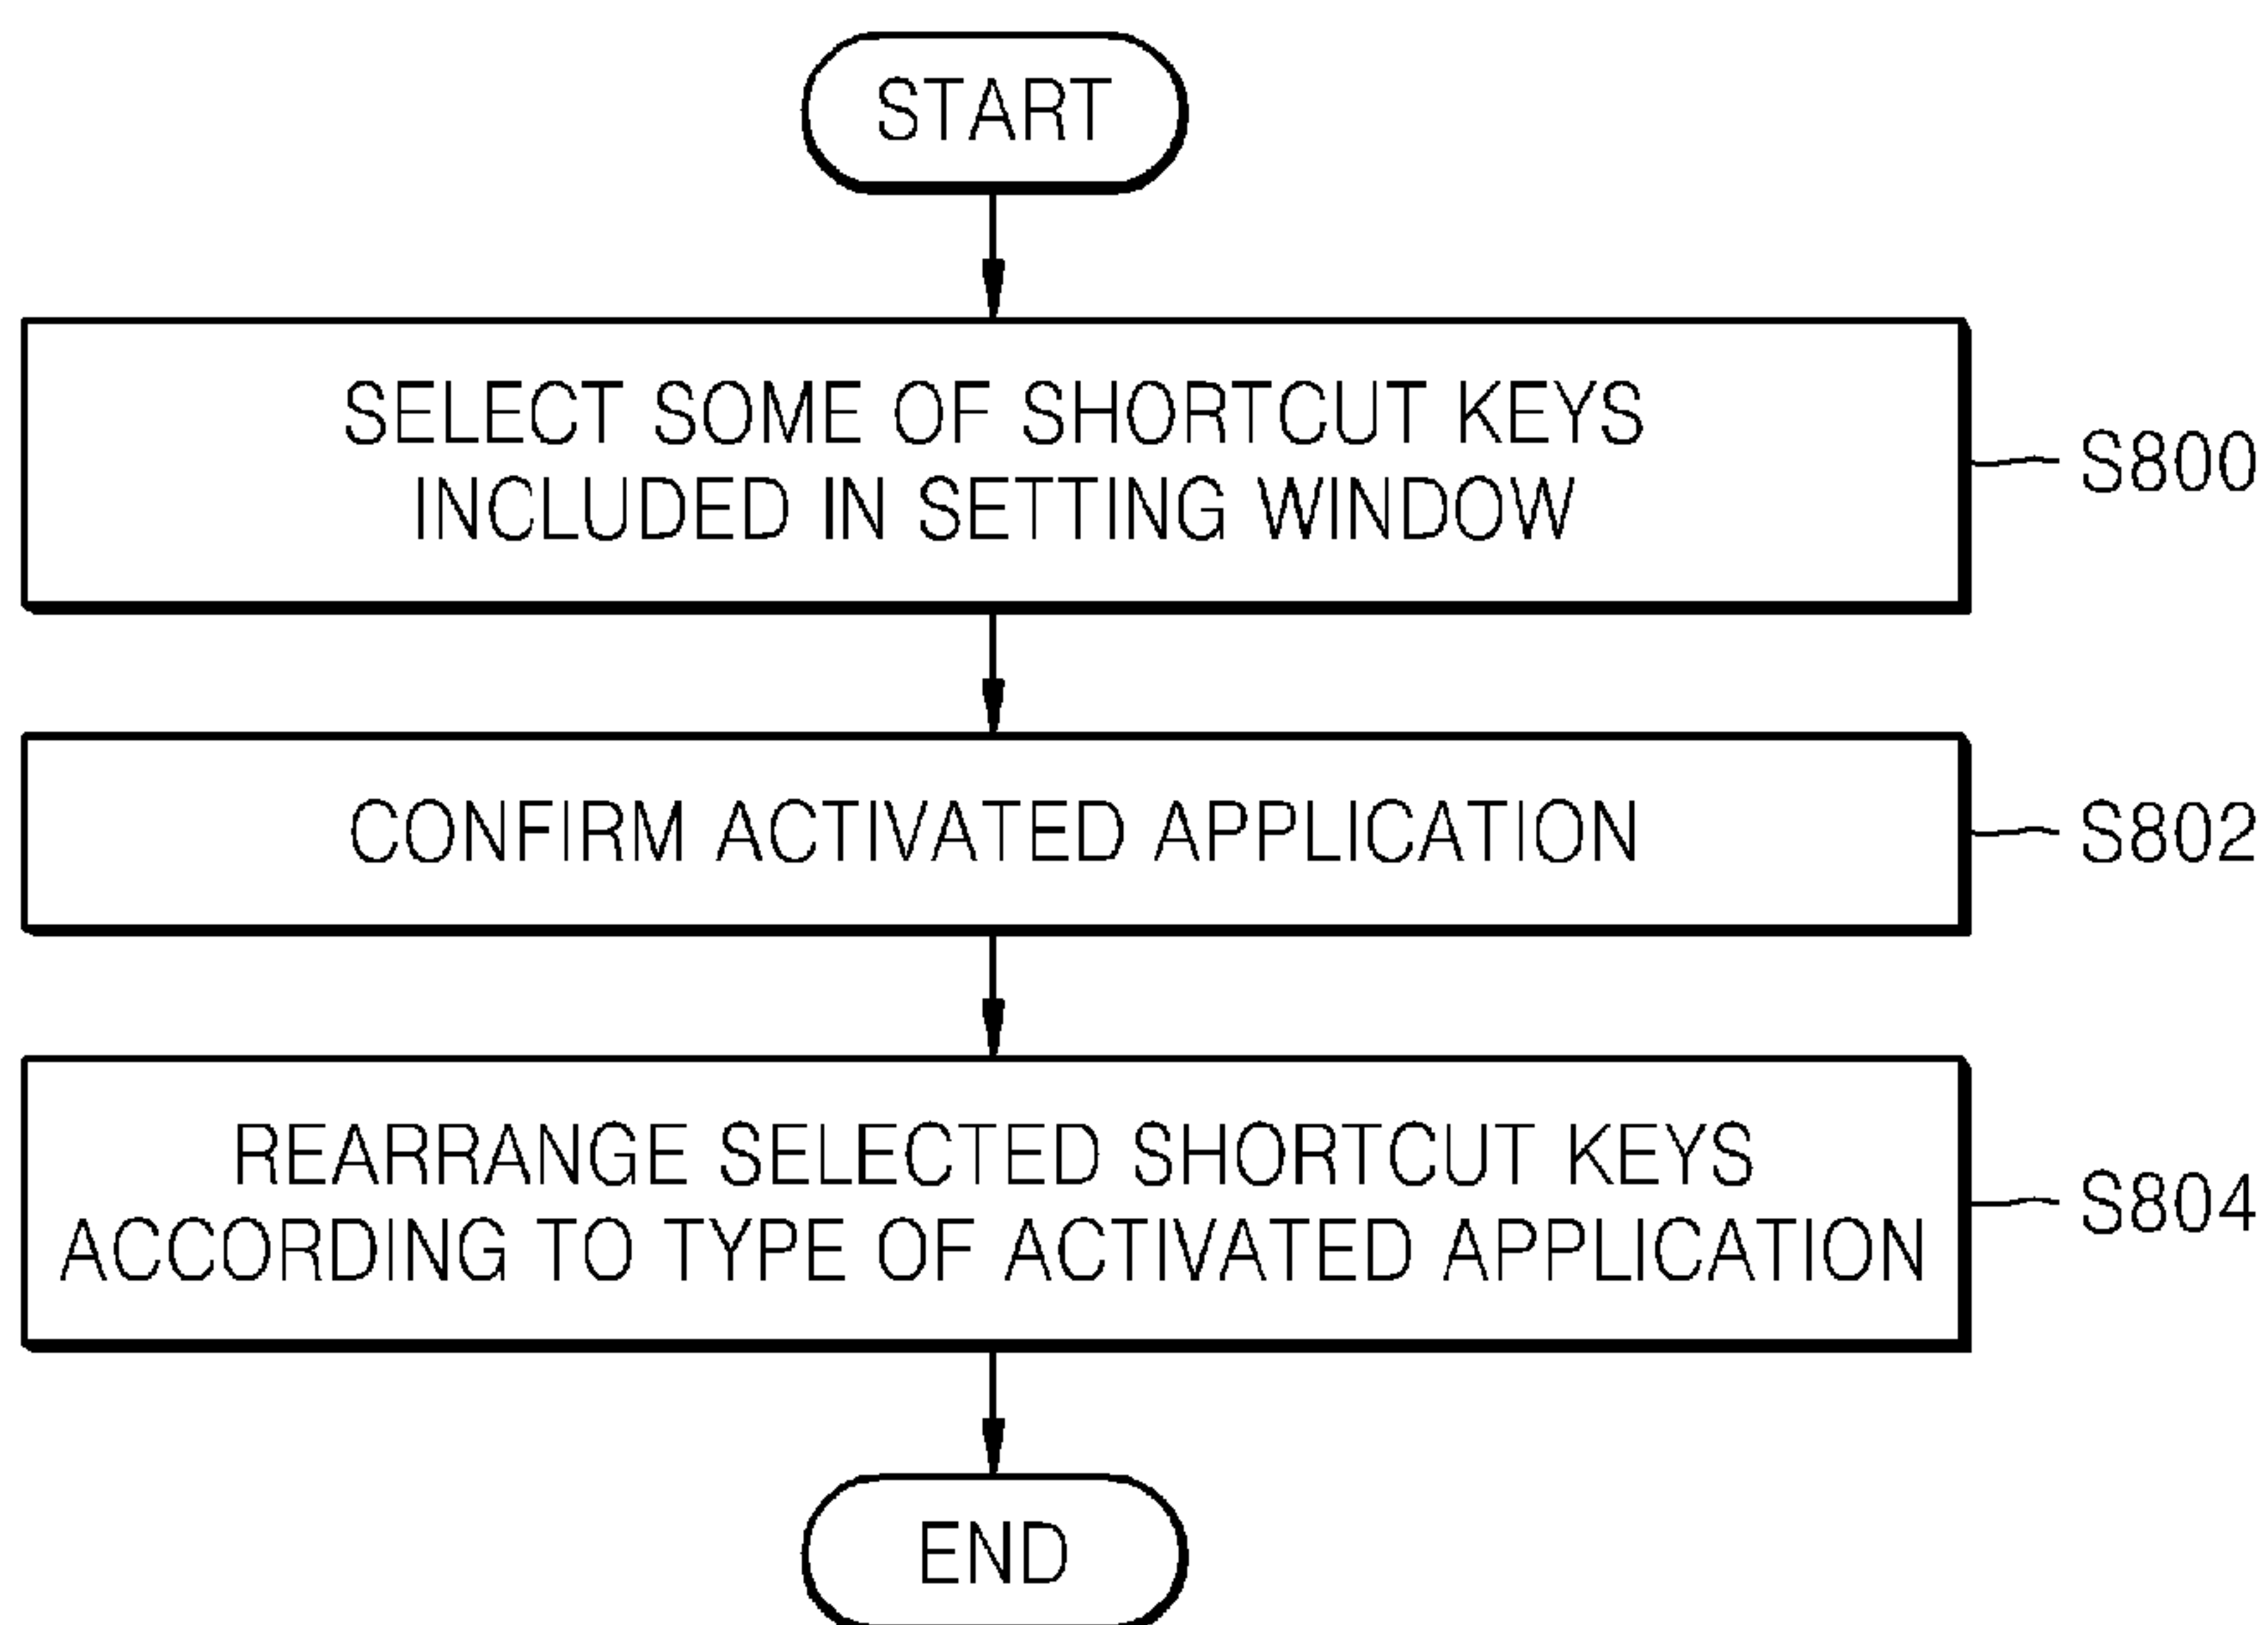 START
SELECT SOME OF SHORTCUT KEYS
INCLUDED IN SETTING WINDOW
S800
CONFIRM ACTIVATED APPLICATION
S802
REARRANGE SELECTED SHORTCUT KEYS
ACCORDING TO TYPE OF ACTIVATED APPLICATION
S804
END